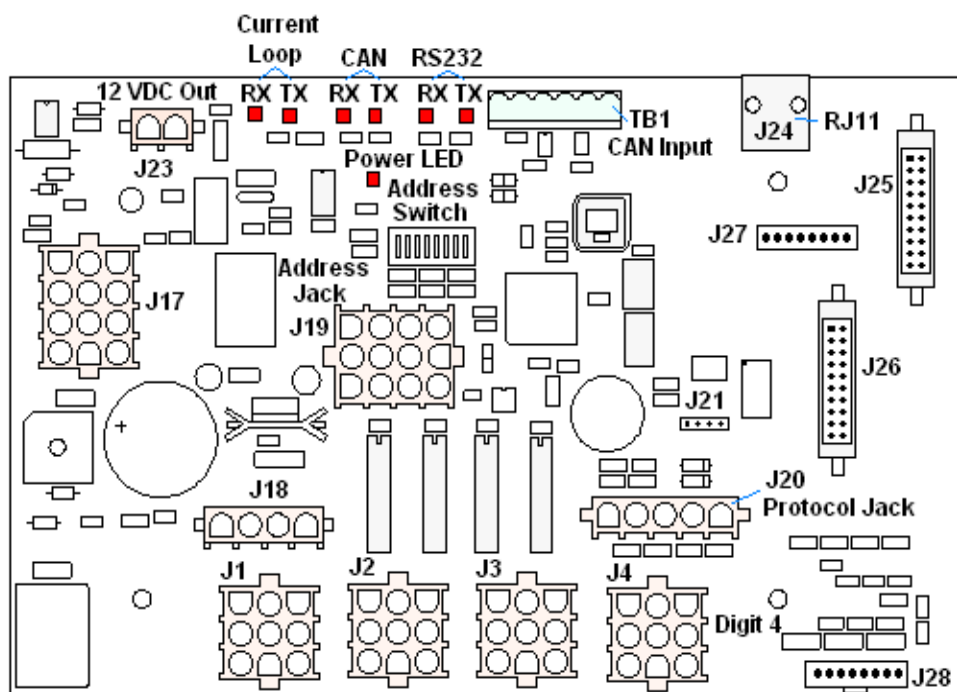 Current
Loop CAN RS232
12 VDC Out RX TX RX TX RX TX
TB1
J24 RJ11
CAN Input
J23
Power LED
J25
Address
Switch
J27
Address
Jack
J17
J19
J26
J21
+
J18
J20
Protocol Jack
J1 J2 J3 J4
Digit 4
J28